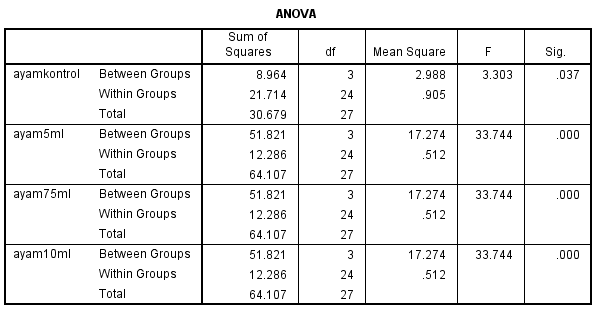 ANOVA
Sum of Squares df Mean Square F Sig.
ayamkontrol Between Groups 8.964 3 2.988 3.303 .037
Within Groups 21.714 24 .905
Total 30.679 27
ayam5ml Between Groups 51.821 3 17.274 33.744 .000
Within Groups 12.286 24 .512
Total 64.107 27
ayam75ml Between Groups 51.821 3 17.274 33.744 .000
Within Groups 12.286 24 .512
Total 64.107 27
ayam10ml Between Groups 51.821 3 17.274 33.744 .000
Within Groups 12.286 24 .512
Total 64.107 27